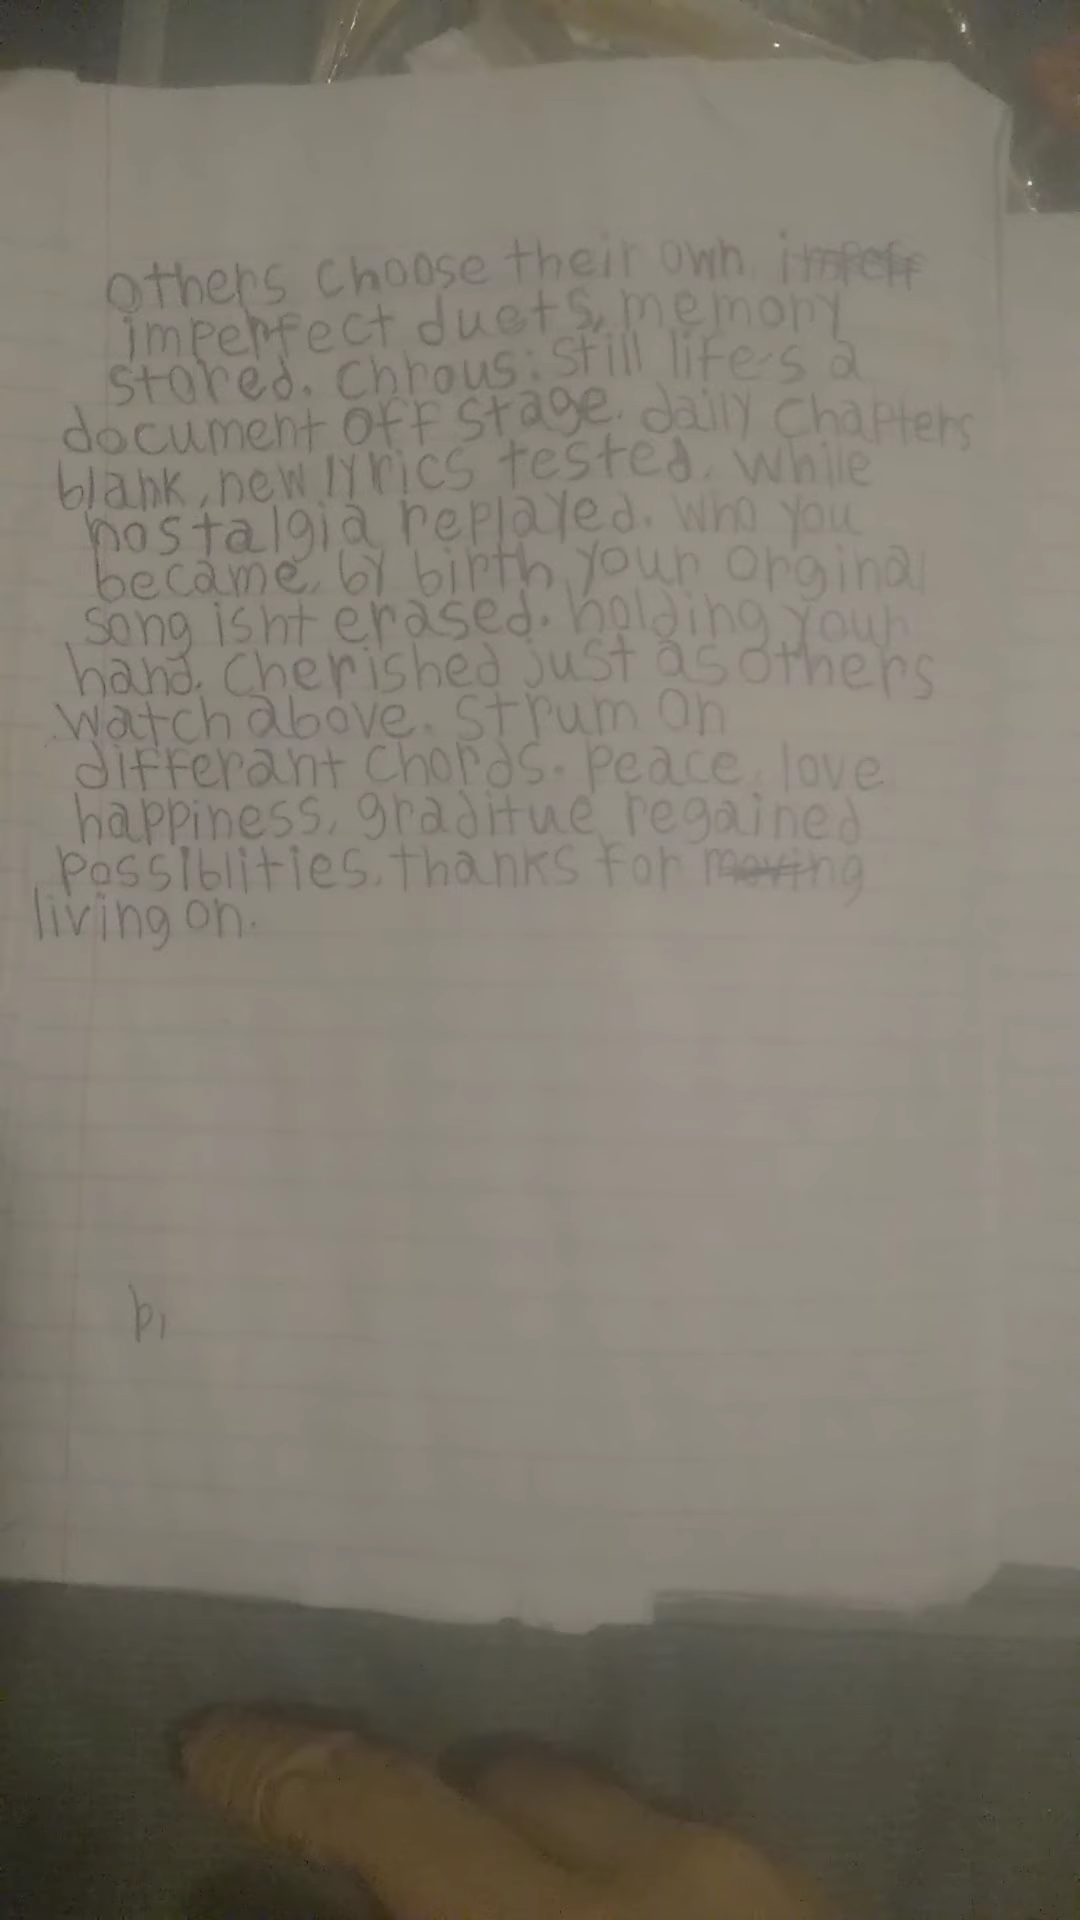 others choose their own. imperf
imperfect duets, memory
stored. Chrous: Still life's a
document off stage. daily Chapters
blank, new lyrics tested. While
nostalgia replayed. Who you
became, by birth, your orginal
song isnt erased. holding your
hand. Cherished just as others
watch above. Strum on
differant Chords. peace, love
happiness, graditue, regained
possiblities. thanks for moving
living on.